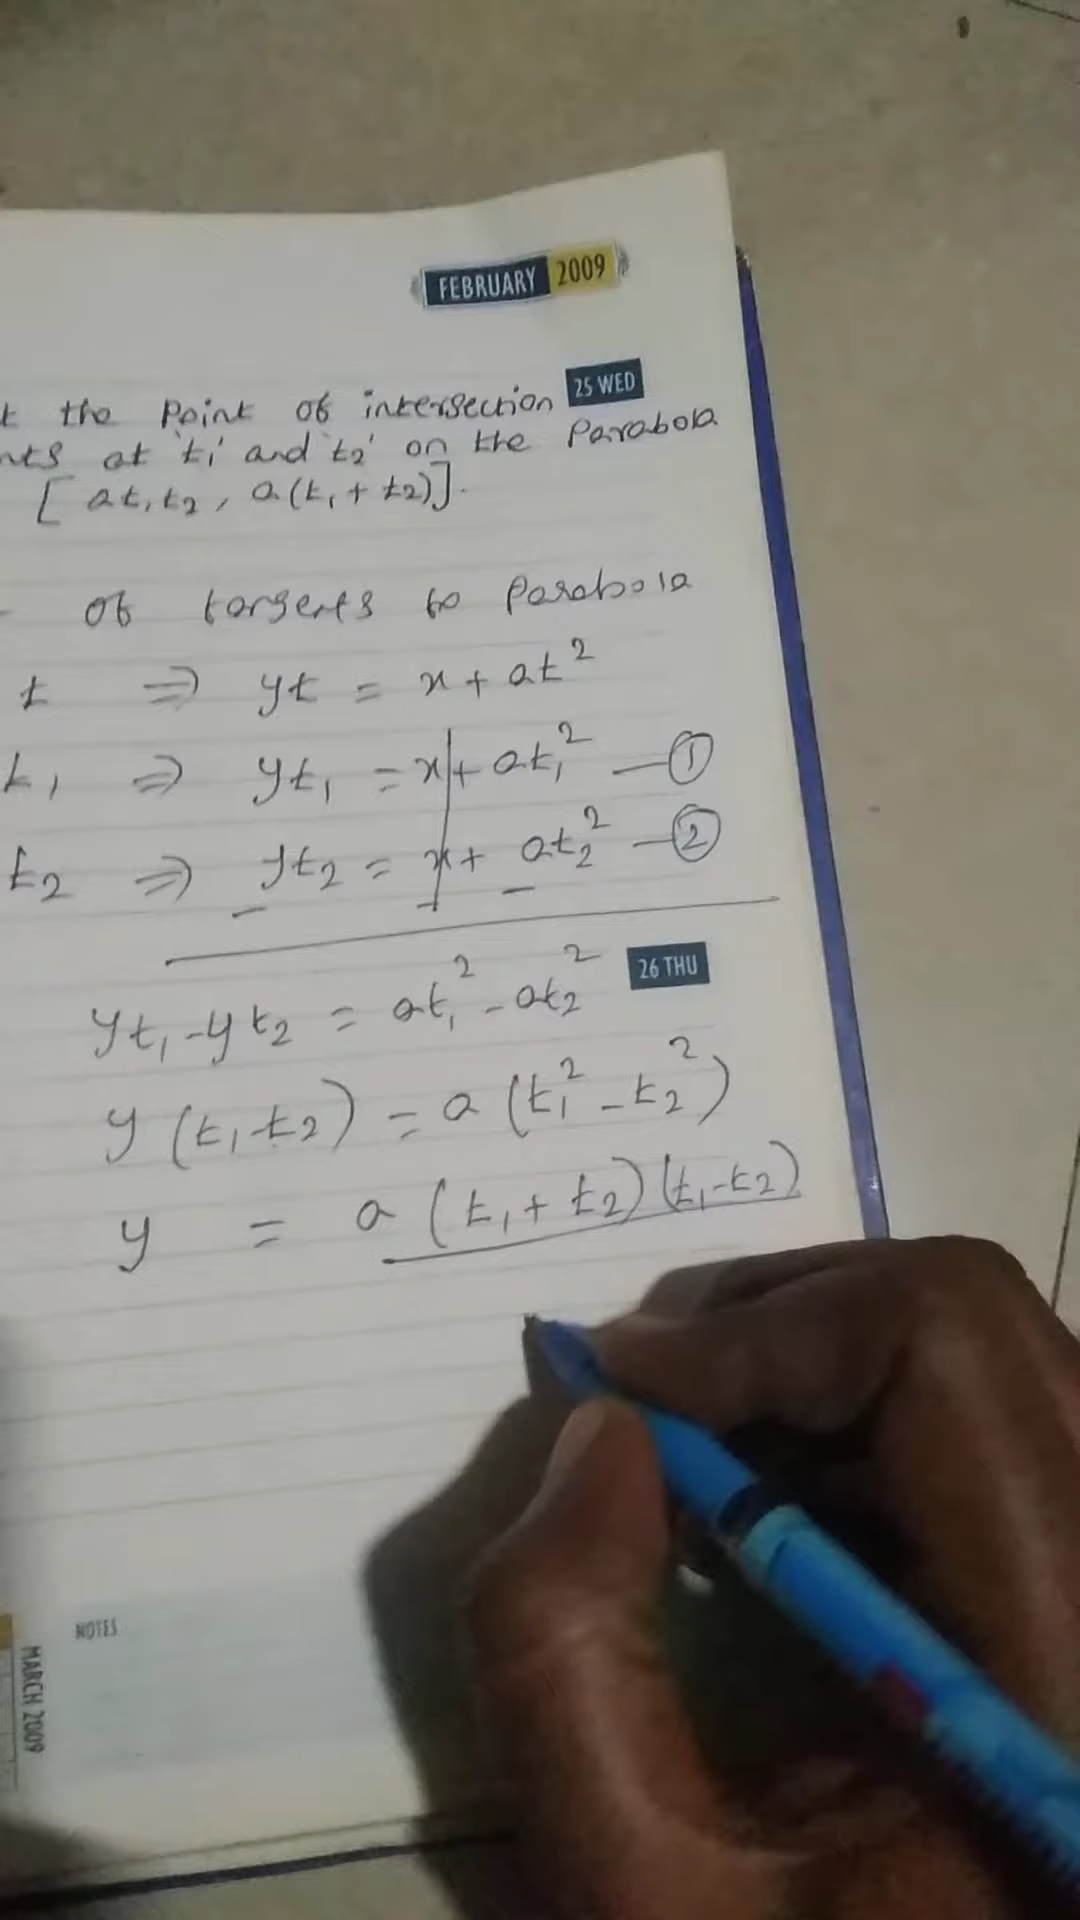 FEBRUARY 2009
the Point of intersection 25 WED
at 't₁' and 't₂' on the Parabola
[at₁t₂, a(t₁ + t₂)].
of tangents to Parabola
t ⇒ yt = x + at²
t₁ ⇒ yt₁ = x + at₁² — ①
t₂ ⇒ yt₂ = x + at₂² — ②
− − −
26 THU
yt₁ - yt₂ = at₁² - at₂²
y (t₁ - t₂) = a (t₁² - t₂²)
y = a (t₁ + t₂)(t₁ - t₂)
NOTES
MARCH 2009